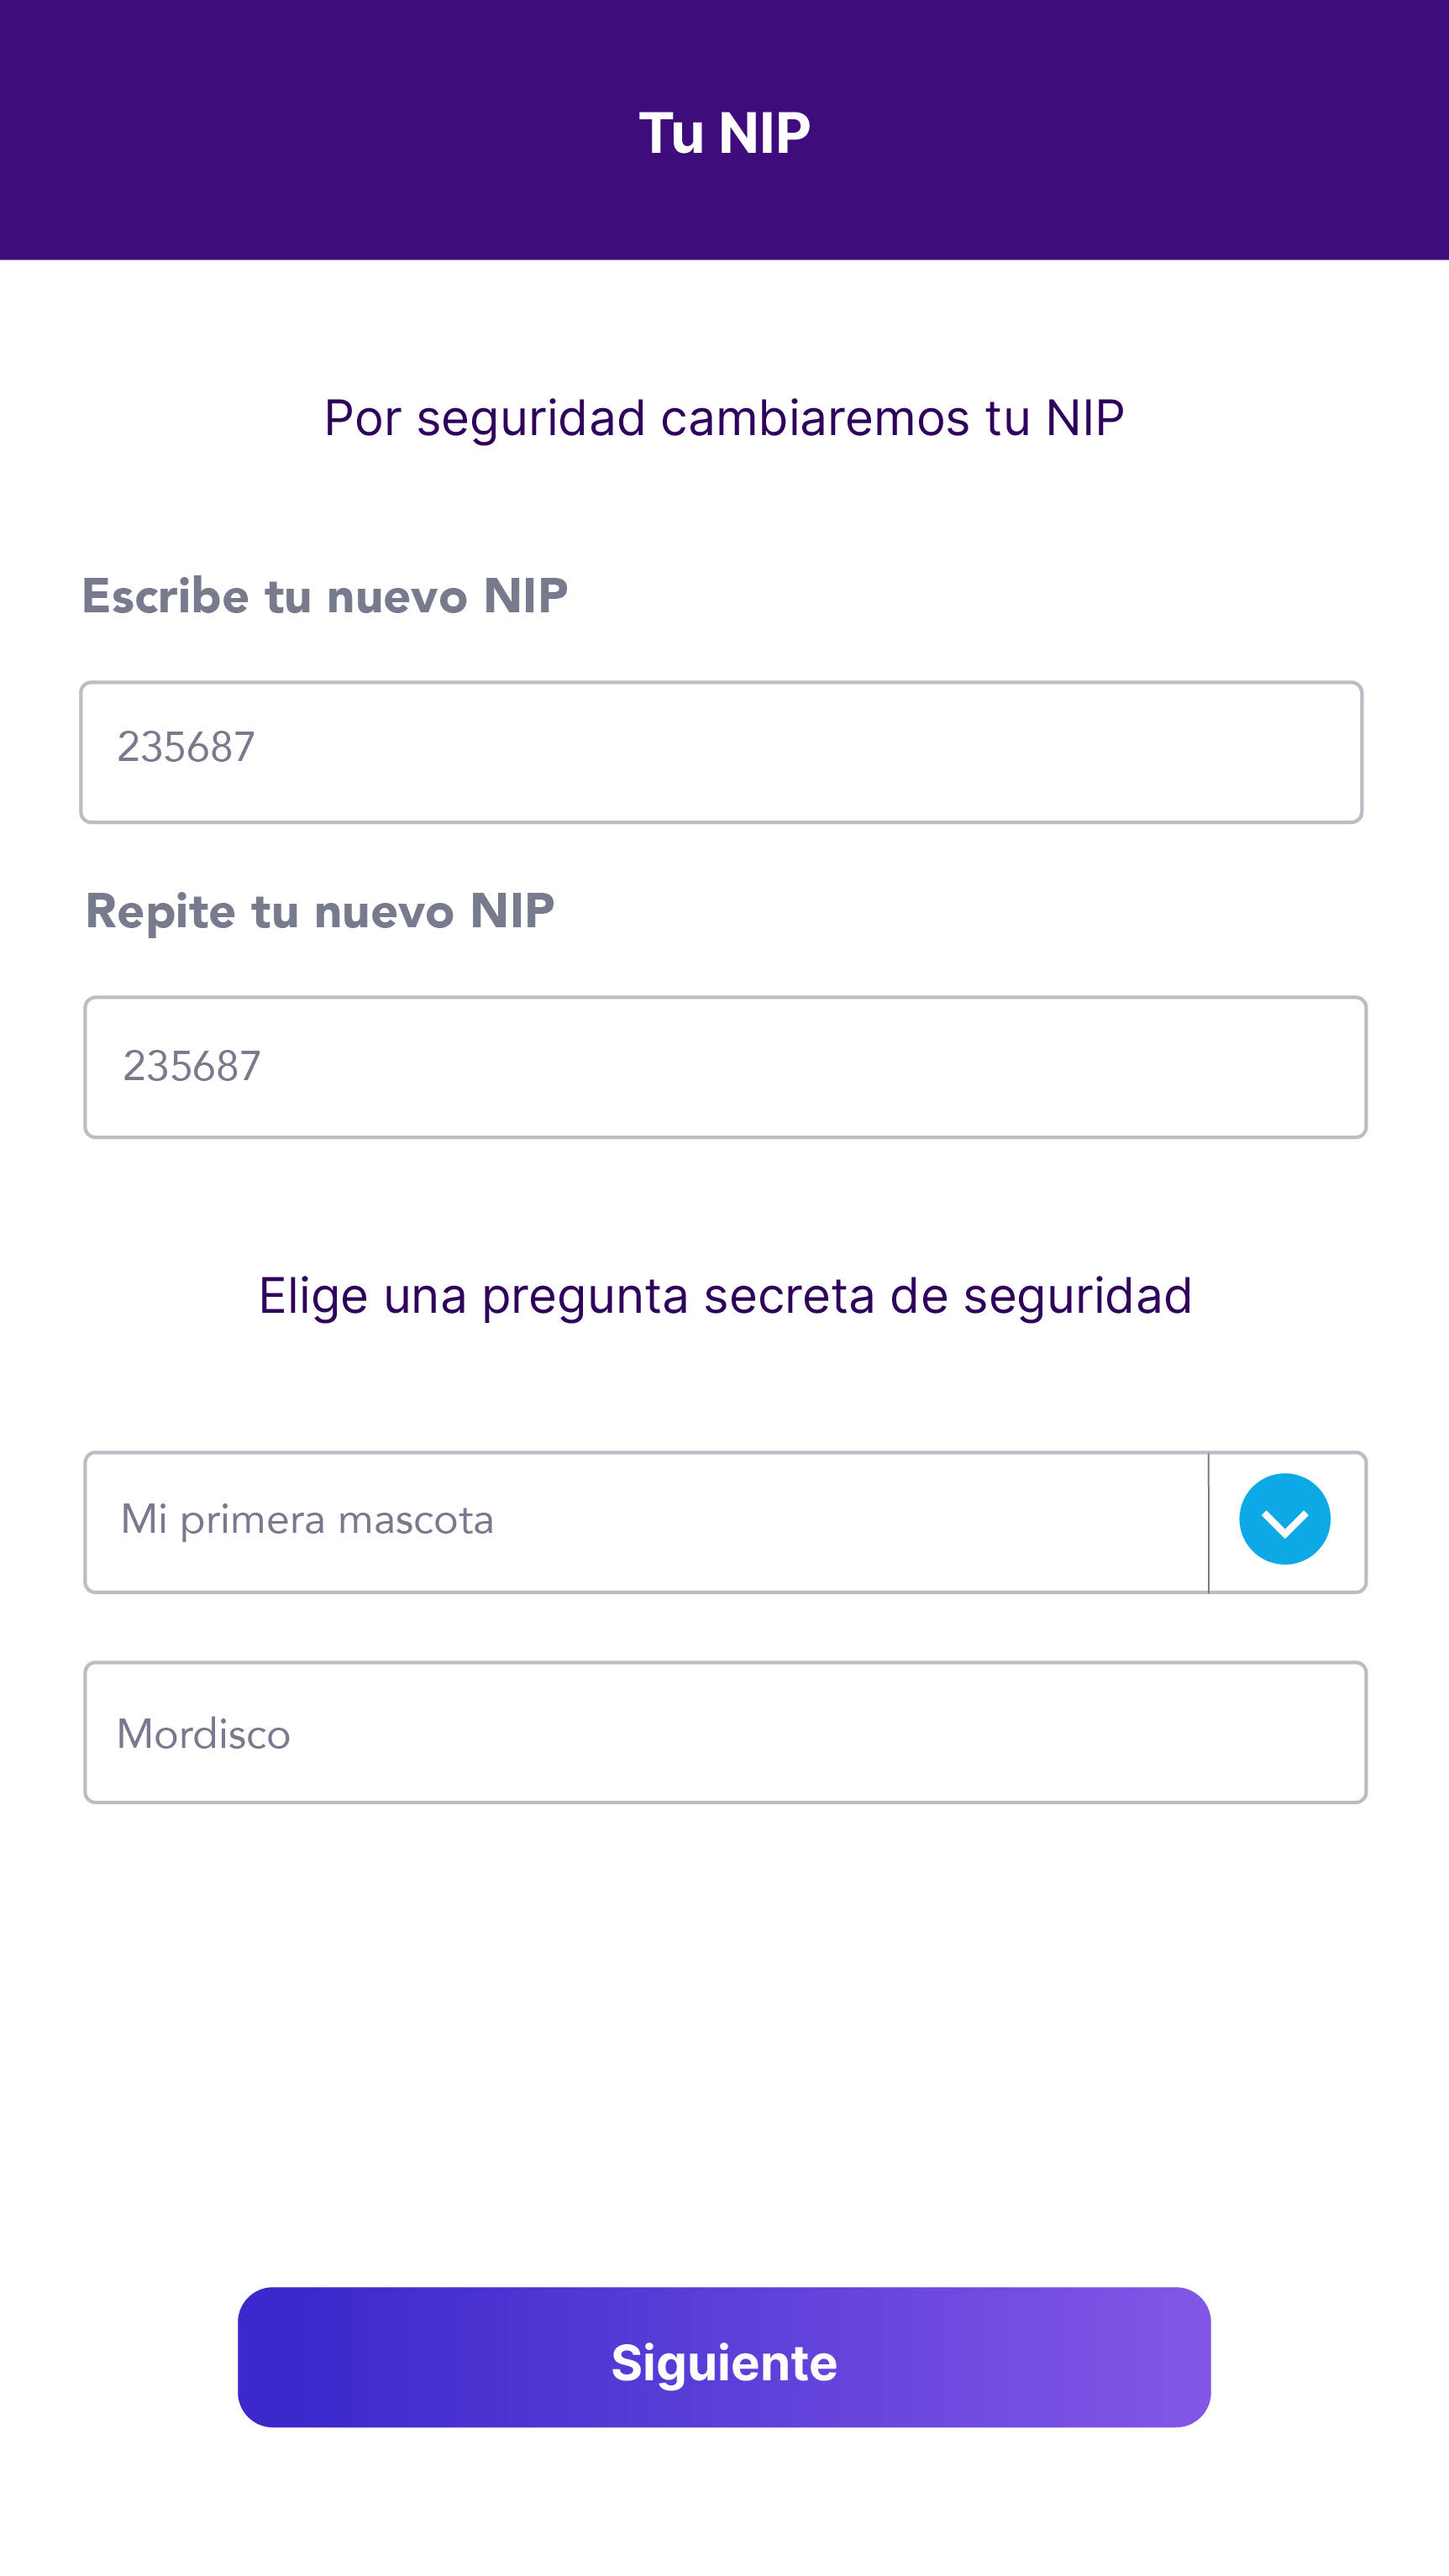 Tu NIP
Por seguridad cambiaremos tu NIP
Escribe tu nuevo NIP
235687
Repite tu nuevo NIP
235687
Elige una pregunta secreta de seguridad
Mi primera mascota
Mordisco
Siguiente